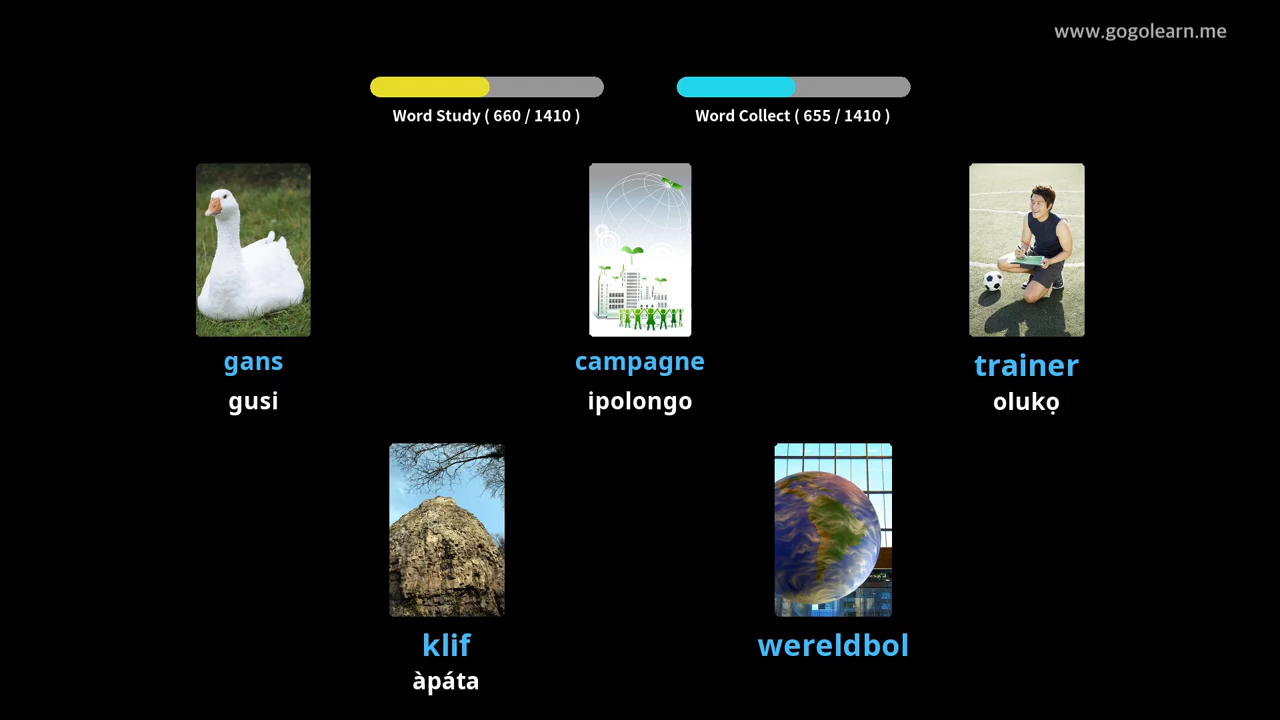 www.gogolearn.me
Word Study ( 660 / 1410 )
Word Collect ( 655 / 1410 )
gans
campagne
trainer
gusi
ipolongo
olukọ
klif
wereldbol
àpáta